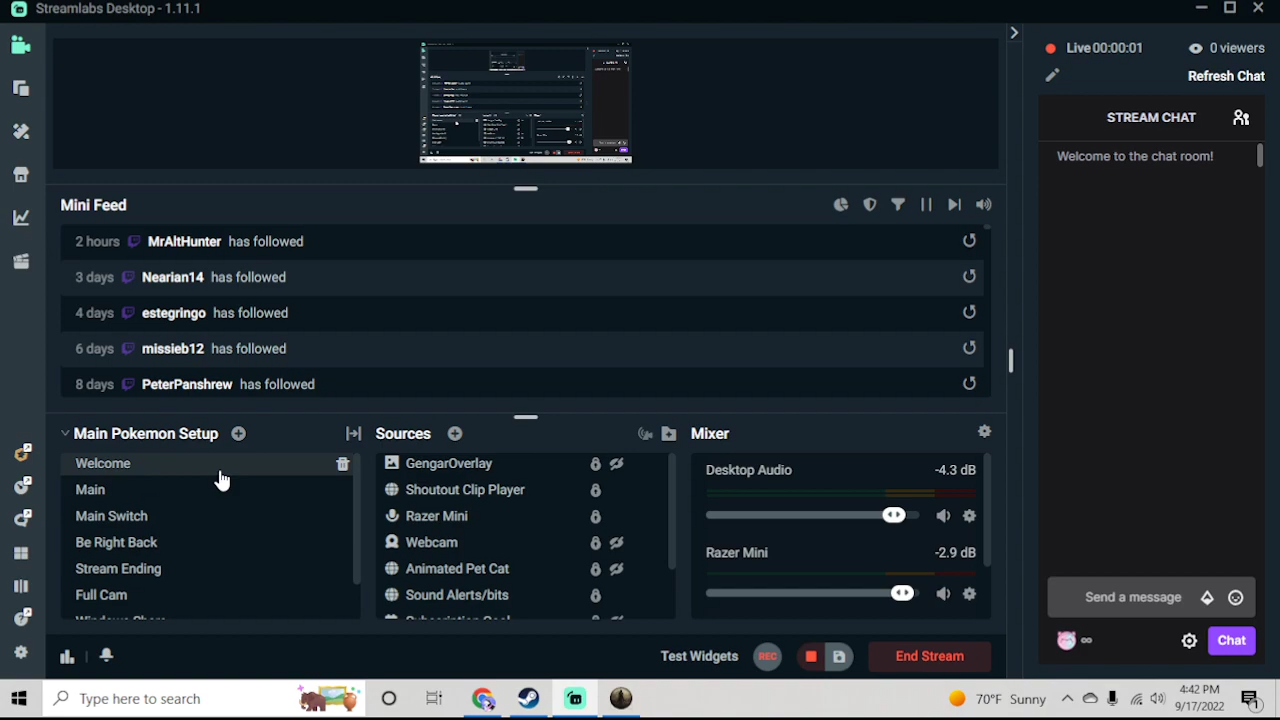 Streamlabs Desktop - 1.11.1
Live 00:00:01
0 viewers
Refresh Chat
STREAM CHAT
Welcome to the chat room!
Mini Feed
2 hours MrAltHunter has followed
3 days Nearian14 has followed
4 days estegringo has followed
6 days missieb12 has followed
8 days PeterPanshrew has followed
Main Pokemon Setup
Welcome
Main
Main Switch
Be Right Back
Stream Ending
Full Cam
Sources
GengarOverlay
Shoutout Clip Player
Razer Mini
Webcam
Animated Pet Cat
Sound Alerts/bits
Mixer
Desktop Audio -4.3 dB
Razer Mini -2.9 dB
Send a message
Chat
Test Widgets
REC
End Stream
Type here to search
70°F Sunny
4:42 PM
9/17/2022
1